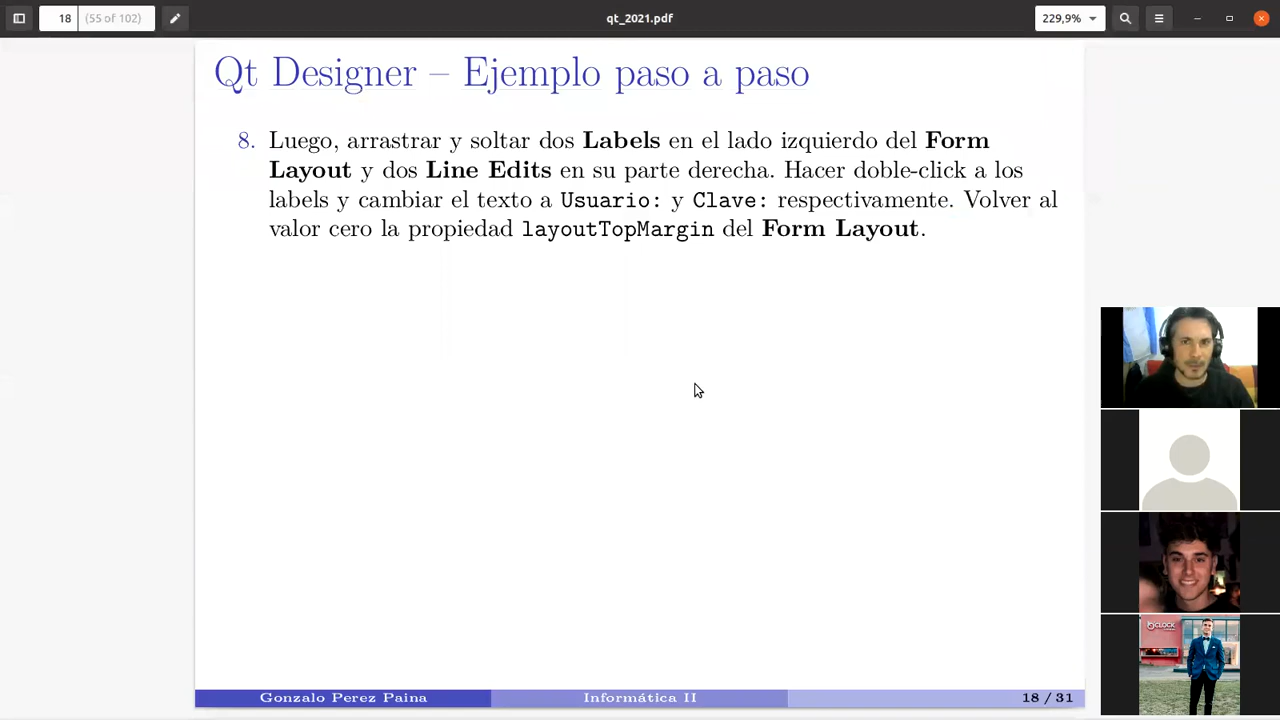 18 (55 of 102) qt_2021.pdf 229,9%
Qt Designer – Ejemplo paso a paso
8. Luego, arrastrar y soltar dos Labels en el lado izquierdo del Form
Layout y dos Line Edits en su parte derecha. Hacer doble-click a los
labels y cambiar el texto a Usuario: y Clave: respectivamente. Volver al
valor cero la propiedad layoutTopMargin del Form Layout.
CLOCK
Gonzalo Perez Paina Informática II 18 / 31